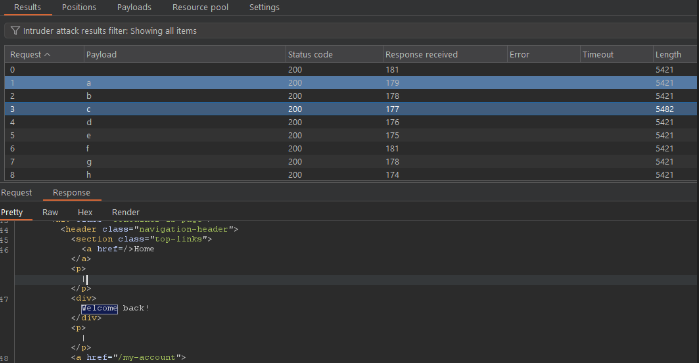 Results Positions Payloads Resource pool Settings
Intruder attack results filter: Showing all items
Request Payload Status code Response received Error Timeout Length
0 200 181 5421
1 a 200 179 5421
2 b 200 178 5421
3 c 200 177 5482
4 d 200 176 5421
5 e 200 175 5421
6 f 200 181 5421
7 g 200 178 5421
8 h 200 174 5421
Request Response
Pretty Raw Hex Render
44 <header class="navigation-header">
45 <section class="top-links">
46 <a href=/>Home
</a>
<p>
|
</p>
47 <div>
Welcome back!
</div>
<p>
|
</p>
48 <a href="/my-account">